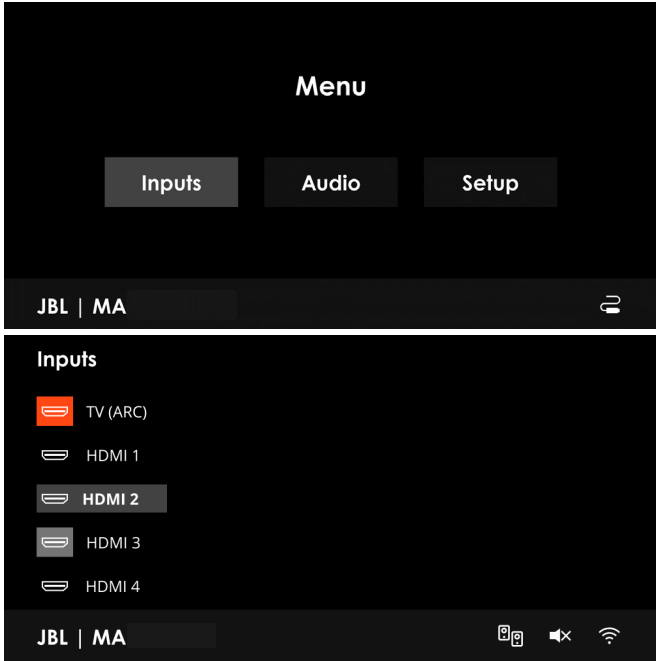 Menu
Inputs Audio Setup
JBL | MA
Inputs
TV (ARC)
HDMI 1
HDMI 2
HDMI 3
HDMI 4
JBL | MA